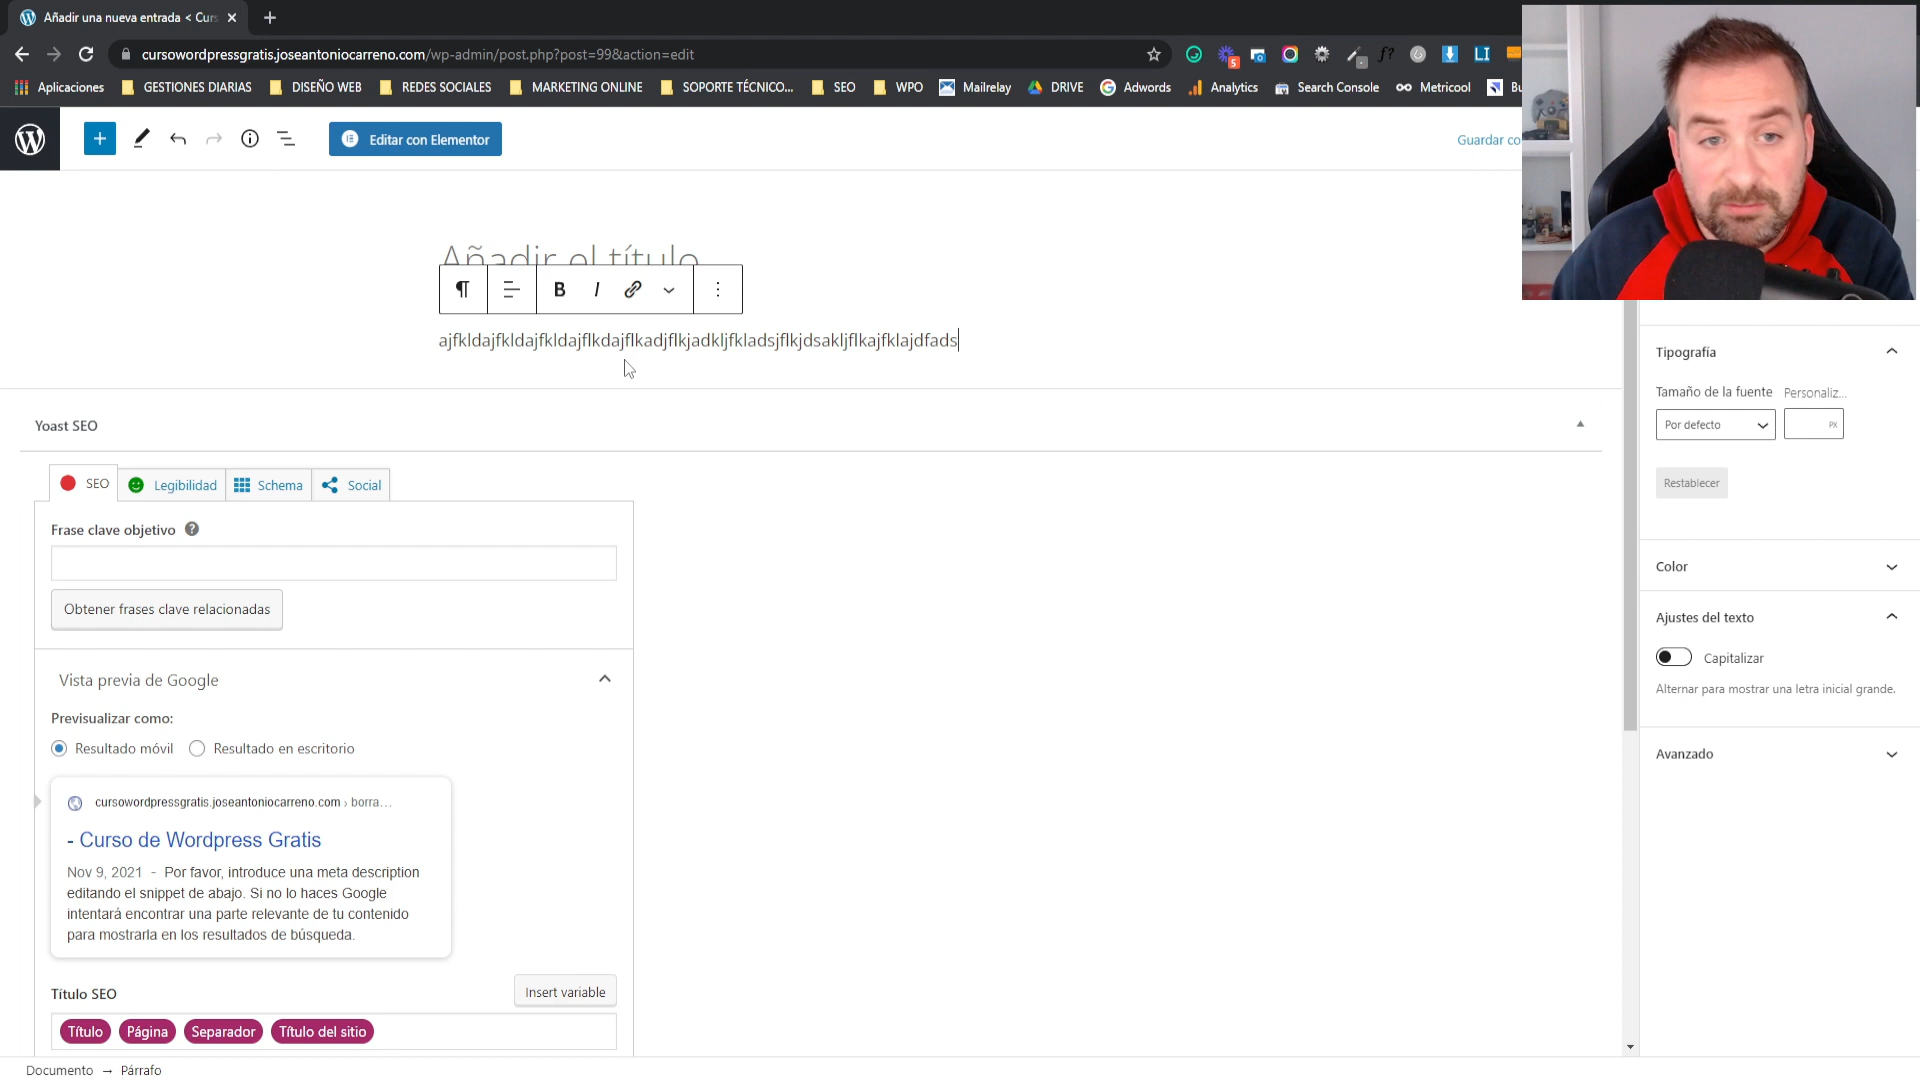 Añadir una nueva entrada < Cur
cursowordpressgratis.joseantoniocarreno.com/wp-admin/post.php?post=99&action=edit
5
f?
LI
Aplicaciones
GESTIONES DIARIAS
DISEÑO WEB
REDES SOCIALES
MARKETING ONLINE
SOPORTE TÉCNICO...
SEO
WPO
Mailrelay
DRIVE
Adwords
Analytics
Search Console
Metricool
Editar con Elementor
Guardar co
Añadir el título
B I
ajfkldajfkldajfkldajflkdajflkadjflkjadkljfkladsjflkjdsakljflkajfklajdfads
Yoast SEO
SEO
Legibilidad
Schema
Social
Frase clave objetivo ?
Obtener frases clave relacionadas
Vista previa de Google
Previsualizar como:
Resultado móvil
Resultado en escritorio
cursowordpressgratis.joseantoniocarreno.com › borra...
- Curso de Wordpress Gratis
Nov 9, 2021 - Por favor, introduce una meta description
editando el snippet de abajo. Si no lo haces Google
intentará encontrar una parte relevante de tu contenido
para mostrarla en los resultados de búsqueda.
Título SEO
Insert variable
Título
Página
Separador
Título del sitio
Documento → Párrafo
Tipografía
Tamaño de la fuente
Personaliz...
Por defecto
PX
Restablecer
Color
Ajustes del texto
Capitalizar
Alternar para mostrar una letra inicial grande.
Avanzado